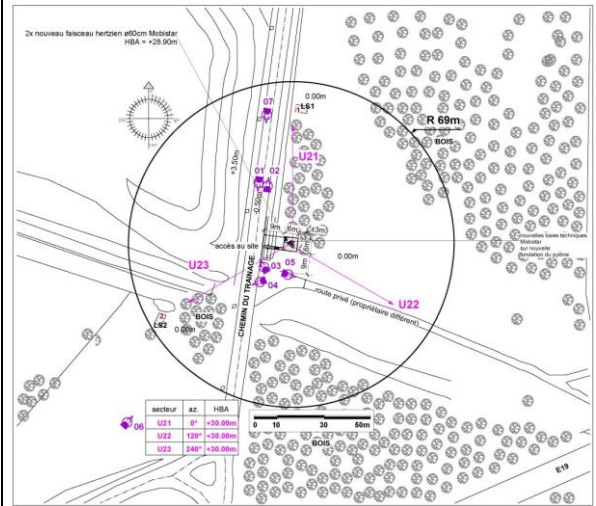 2x nouveau faisceau hertzien ø60cm Mobistar
HBA = +28.90m
07
0.00m
LS1
R 69m
BOIS
U21
+3.50m
01
02
-0.50m
9m
6m
±3m
accès au site
0.00m
nouvelles baies techniques
Mobistar
sur nouvelle
fondation du pylône
U23
03
04
05
9m
CHEMIN DU TRAINAGE
route privé (propriétaire différent)
U22
BOIS
LS2
0.00m
06
secteur az. HBA
U21 0° +30.00m
U22 120° +30.00m
U23 240° +30.00m
0 10 30 50m
BOIS
E19